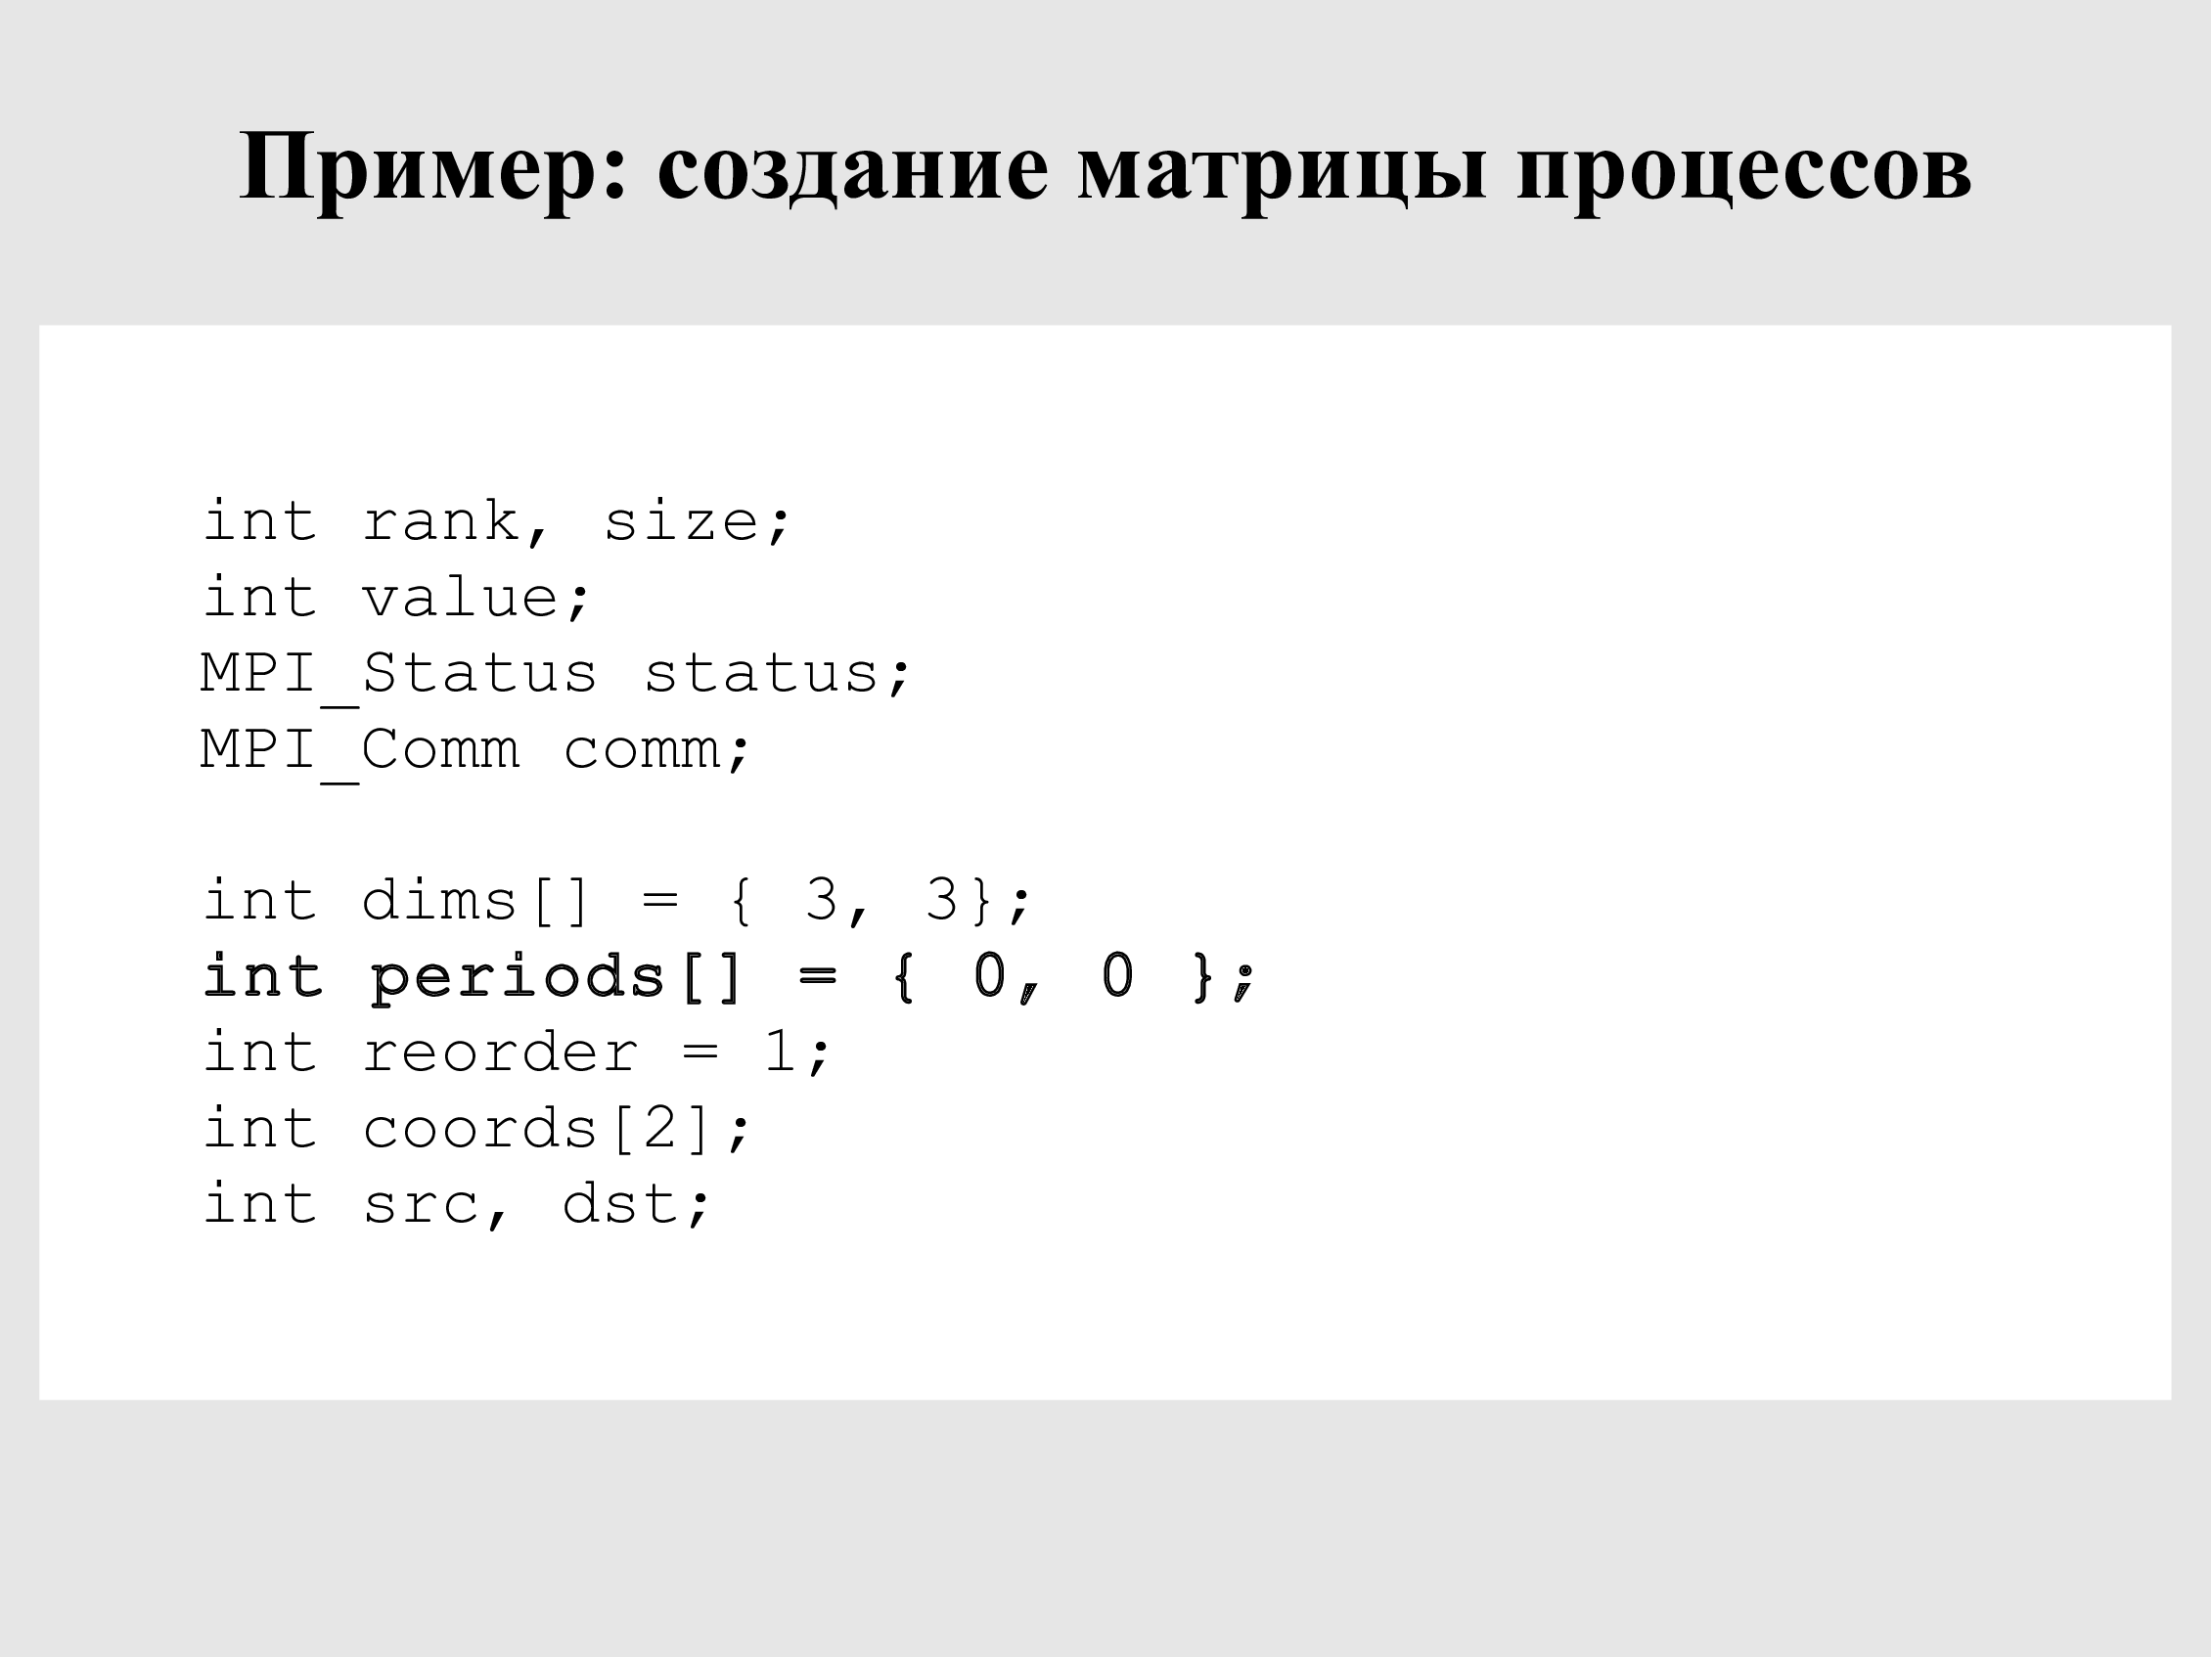 Пример: создание матрицы процессов
int rank, size;
int value;
MPI_Status status;
MPI_Comm comm;
int dims[] = { 3, 3};
int periods[] = { 0, 0 };
int reorder = 1;
int coords[2];
int src, dst;